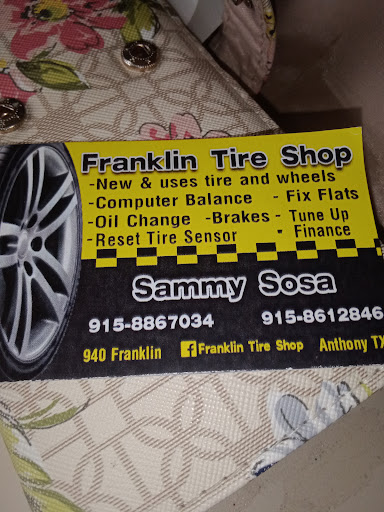 Franklin Tire Shop
-New & uses tire and wheels
-Computer Balance - Fix Flats
-Oil Change -Brakes - Tune Up
-Reset Tire Sensor • Finance
Sammy Sosa
915-8867034 915-8612846
940 Franklin f Franklin Tire Shop Anthony TX